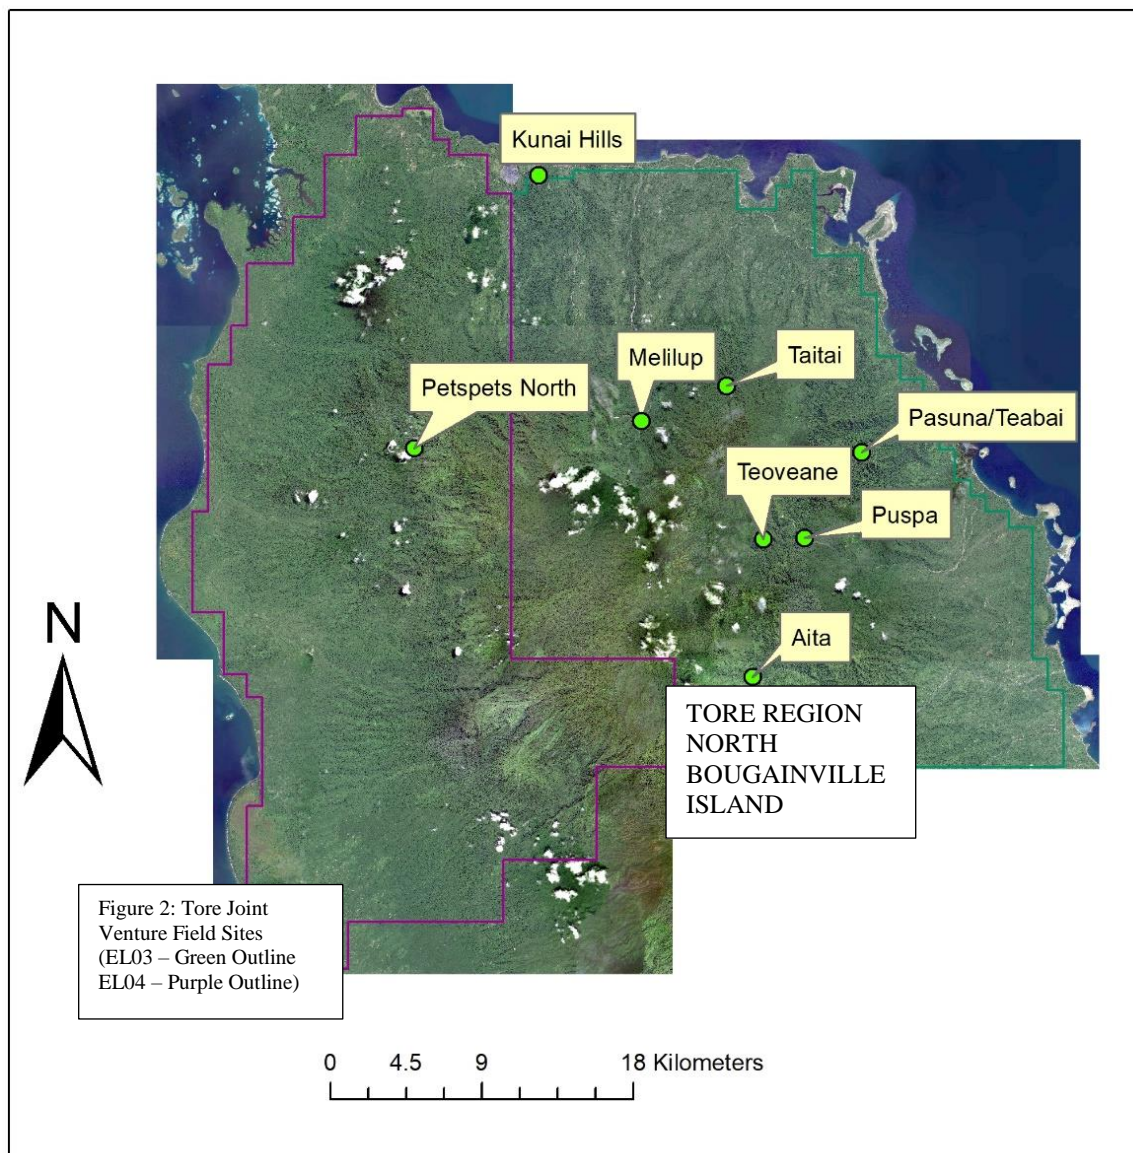 Kunai Hills
Taitai
Melilup
Petspets North
Pasuna/Teabai
Teoveane
Puspa
N
Aita
TORE REGION
NORTH
BOUGAINVILLE
ISLAND
Figure 2: Tore Joint
Venture Field Sites
(EL03 – Green Outline
EL04 – Purple Outline)
0 4.5 9 18 Kilometers